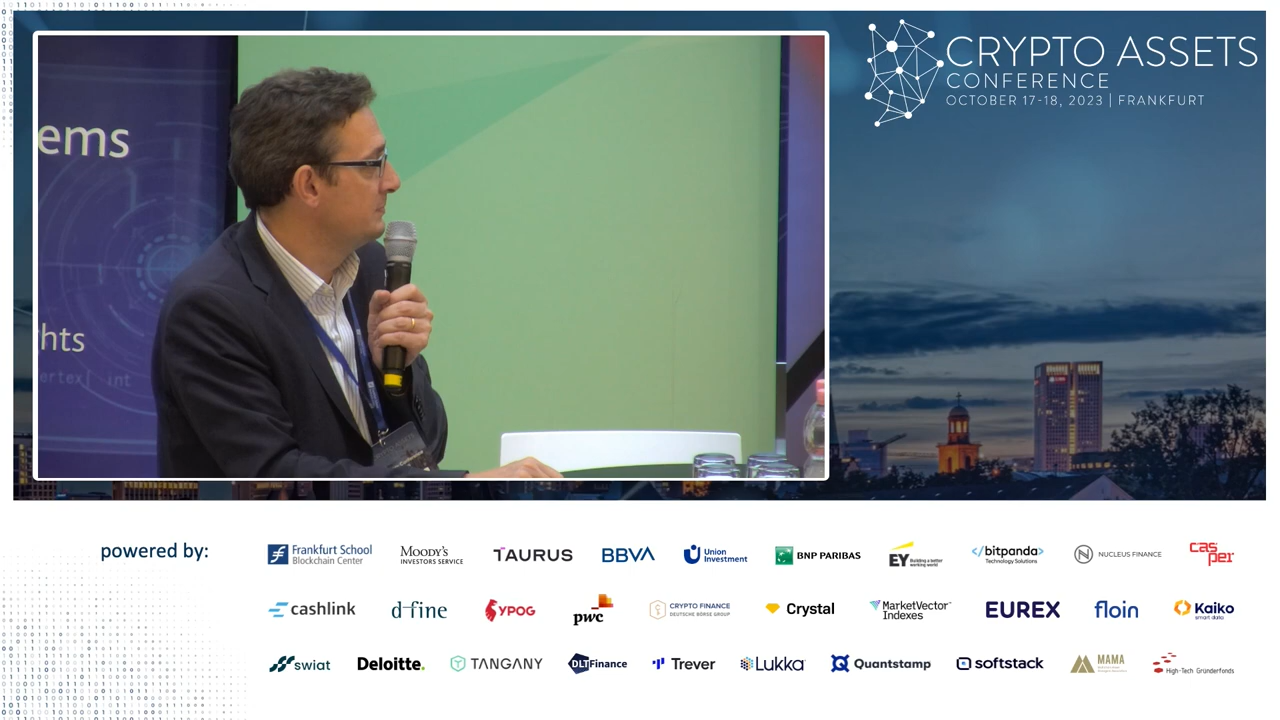 CRYPTO ASSETS
CONFERENCE
OCTOBER 17-18, 2023 | FRANKFURT
ems
hts
ertex[ int
powered by:
Frankfurt School
Blockchain Center
MOODY'S
INVESTORS SERVICE
TAURUS
BBVA
Union
Investment
BNP PARIBAS
EY
Building a better
working world
</bitpanda>
Technology Solutions
NUCLEUS FINANCE
casper
cashlink
d-fine
YPOG
pwc
CRYPTO FINANCE
DEUTSCHE BÖRSE GROUP
Crystal
MarketVector
Indexes
EUREX
floin
Kaiko
smart data
swiat
Deloitte.
TANGANY
DLT Finance
Trever
Lukka
Quantstamp
softstack
MAMA
High-Tech Gründerfonds